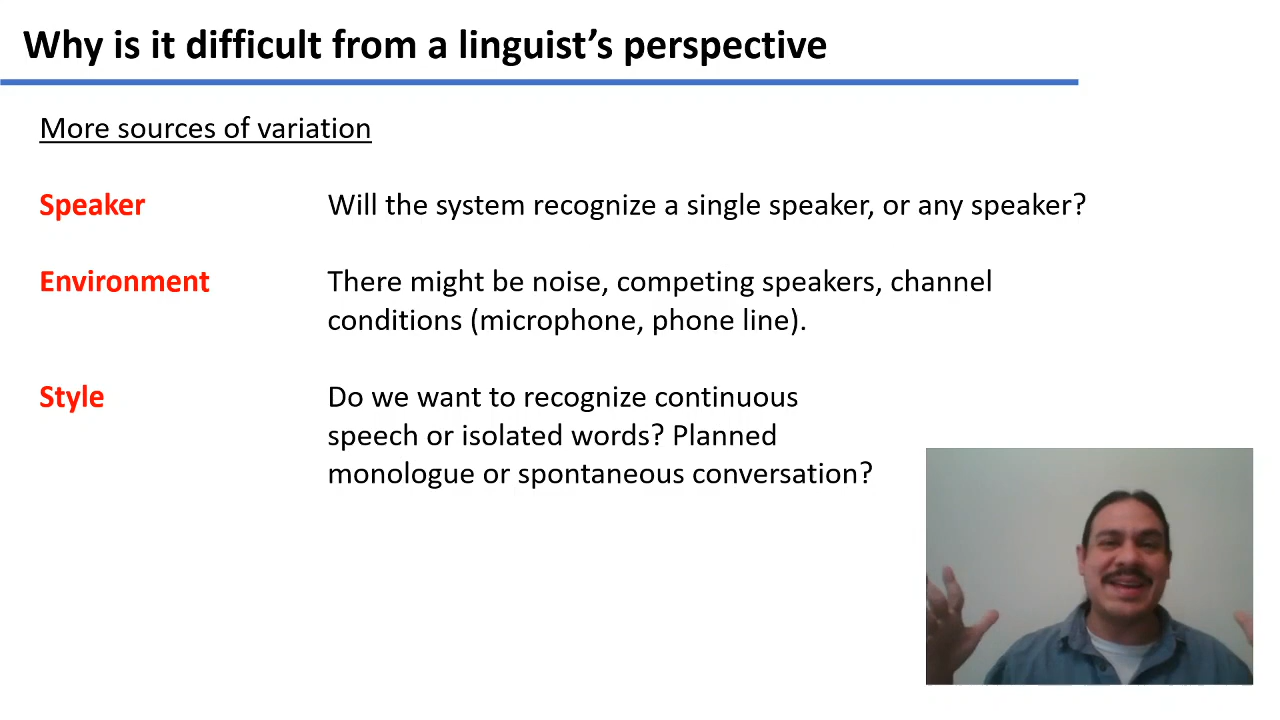 Why is it difficult from a linguist’s perspective
More sources of variation
Speaker
Will the system recognize a single speaker, or any speaker?
Environment
There might be noise, competing speakers, channel
conditions (microphone, phone line).
Style
Do we want to recognize continuous
speech or isolated words? Planned
monologue or spontaneous conversation?